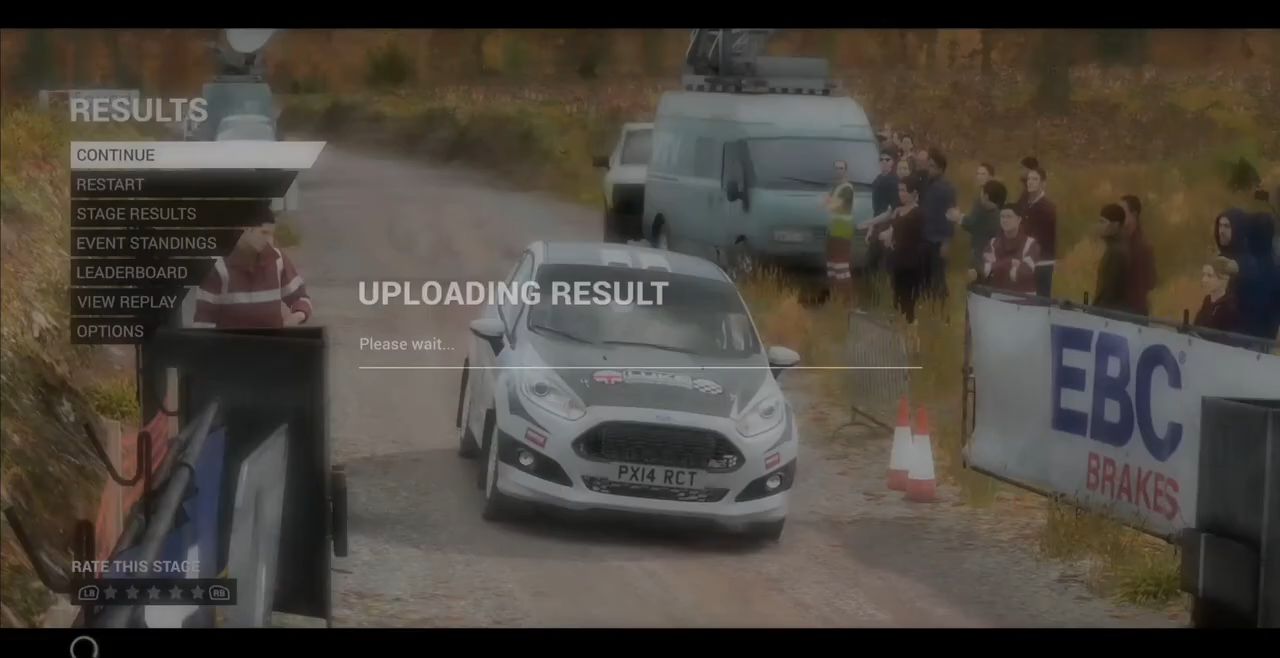 RESULTS
CONTINUE
RESTART
STAGE RESULTS
EVENT STANDINGS
LEADERBOARD
VIEW REPLAY
OPTIONS
UPLOADING RESULT
Please wait...
LUKE
PX14 RCT
EBC®
BRAKES
RATE THIS STAGE
LB RB